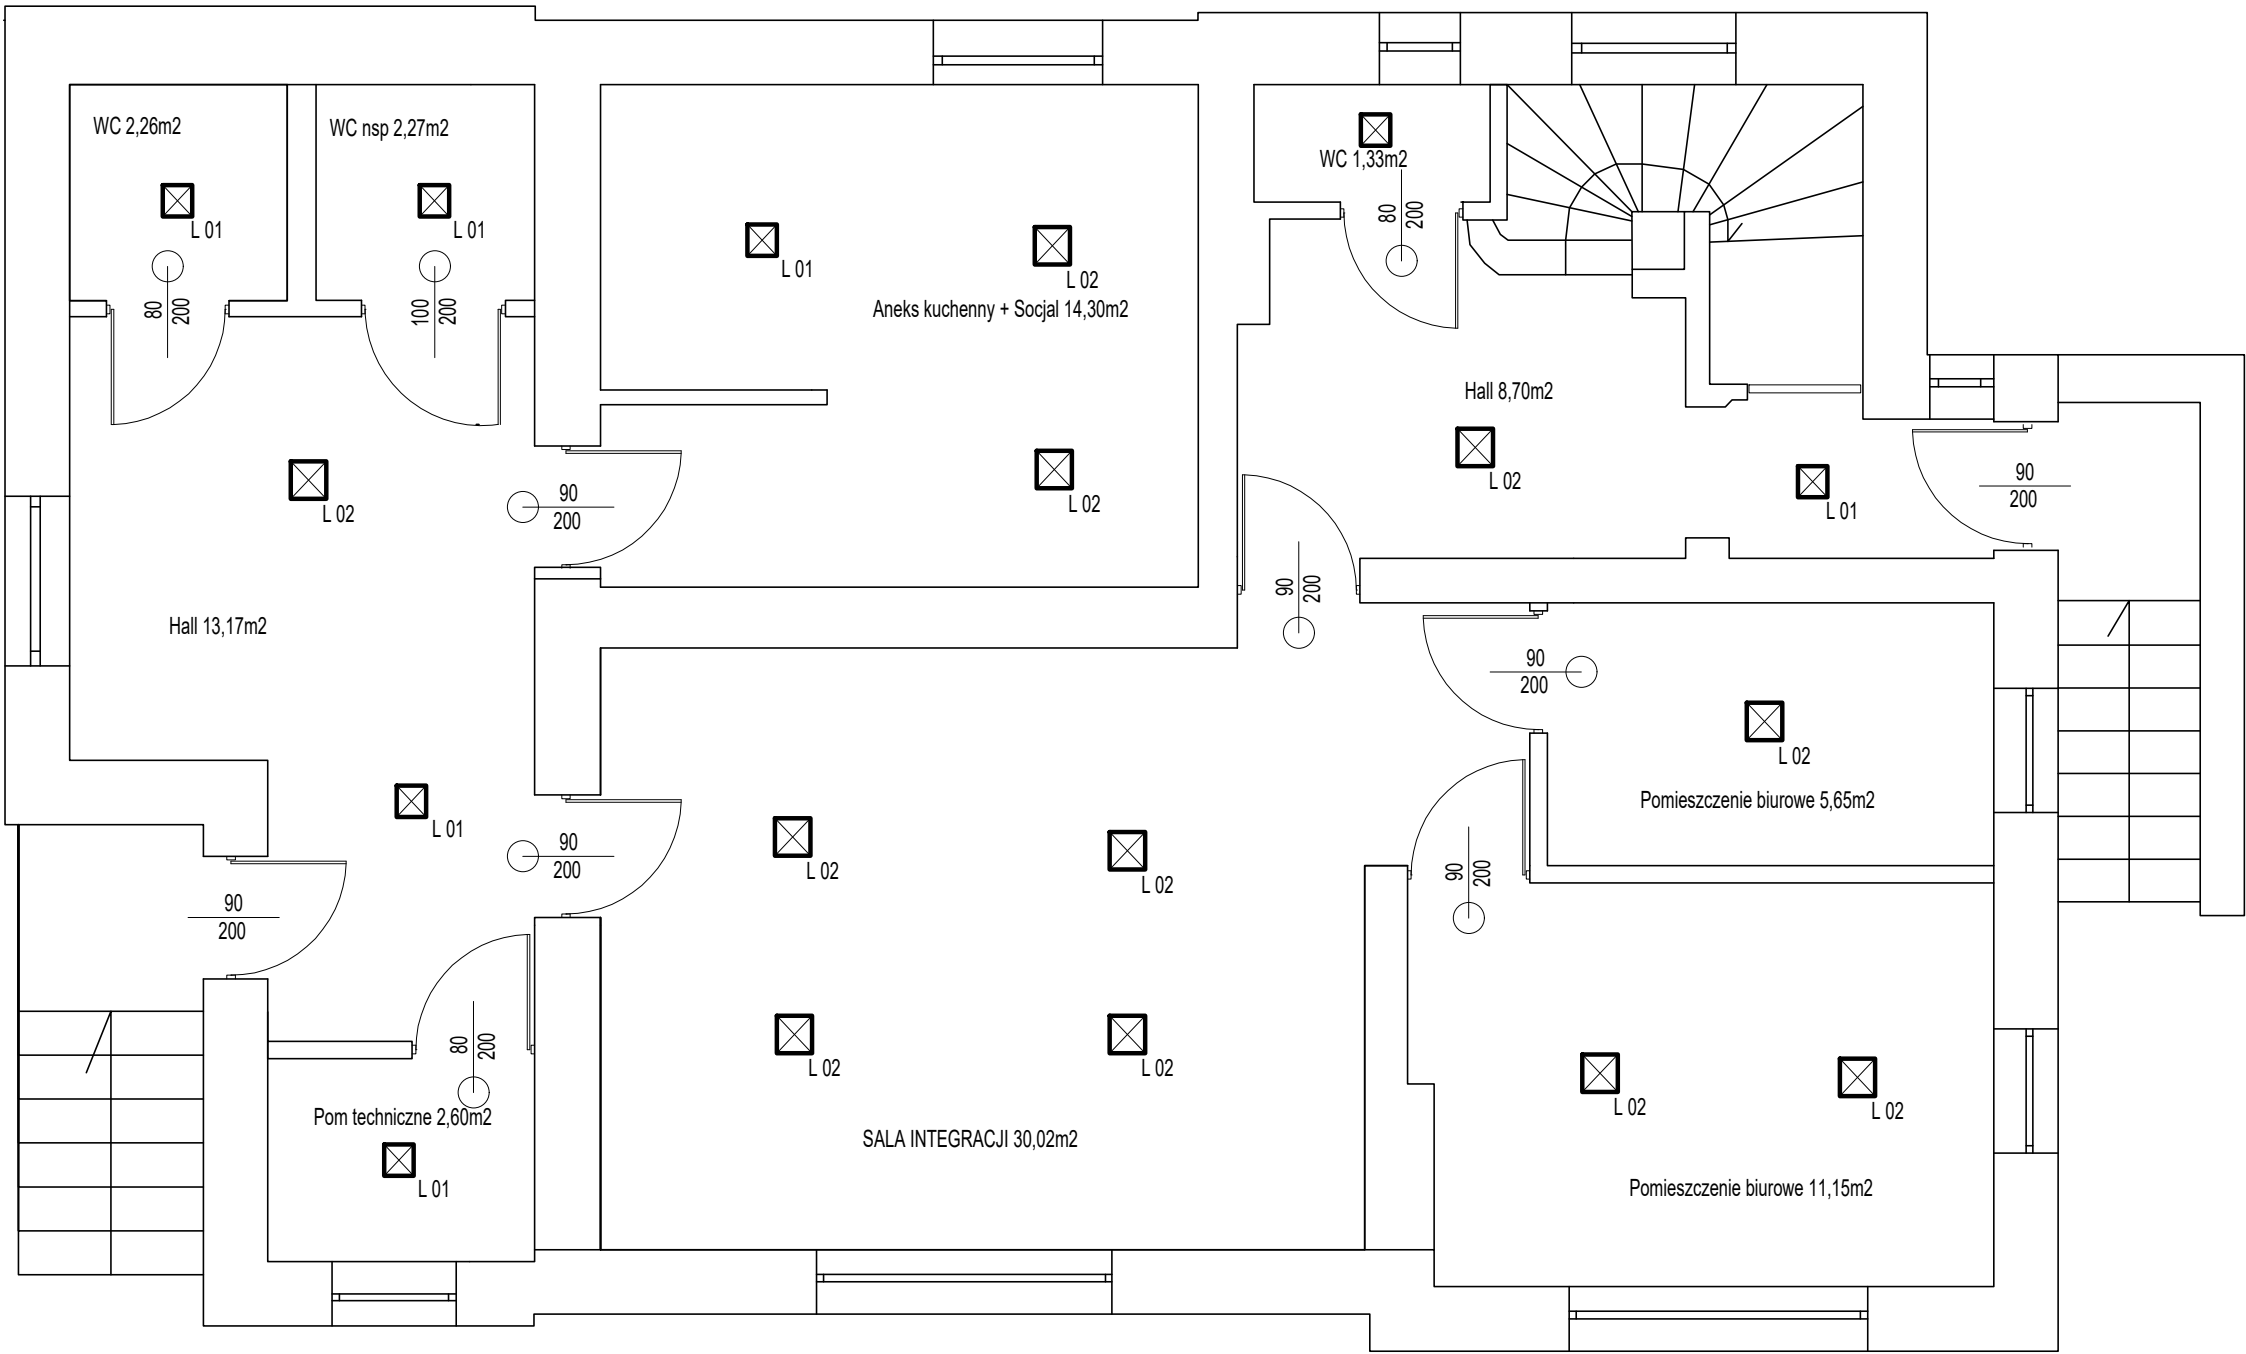 WC 2,26m2
WC nsp 2,27m2
WC 1,33m2
L 01
L 01
80
200
L 01
L 02
80
200
100
200
Aneks kuchenny + Socjal 14,30m2
Hall 8,70m2
L 02
90
200
L 02
L 02
L 01
90
200
90
200
Hall 13,17m2
90
200
L 02
Pomieszczenie biurowe 5,65m2
L 01
90
200
L 02
L 02
90
200
90
200
80
200
L 02
L 02
L 02
L 02
Pom techniczne 2,60m2
SALA INTEGRACJI 30,02m2
L 01
Pomieszczenie biurowe 11,15m2